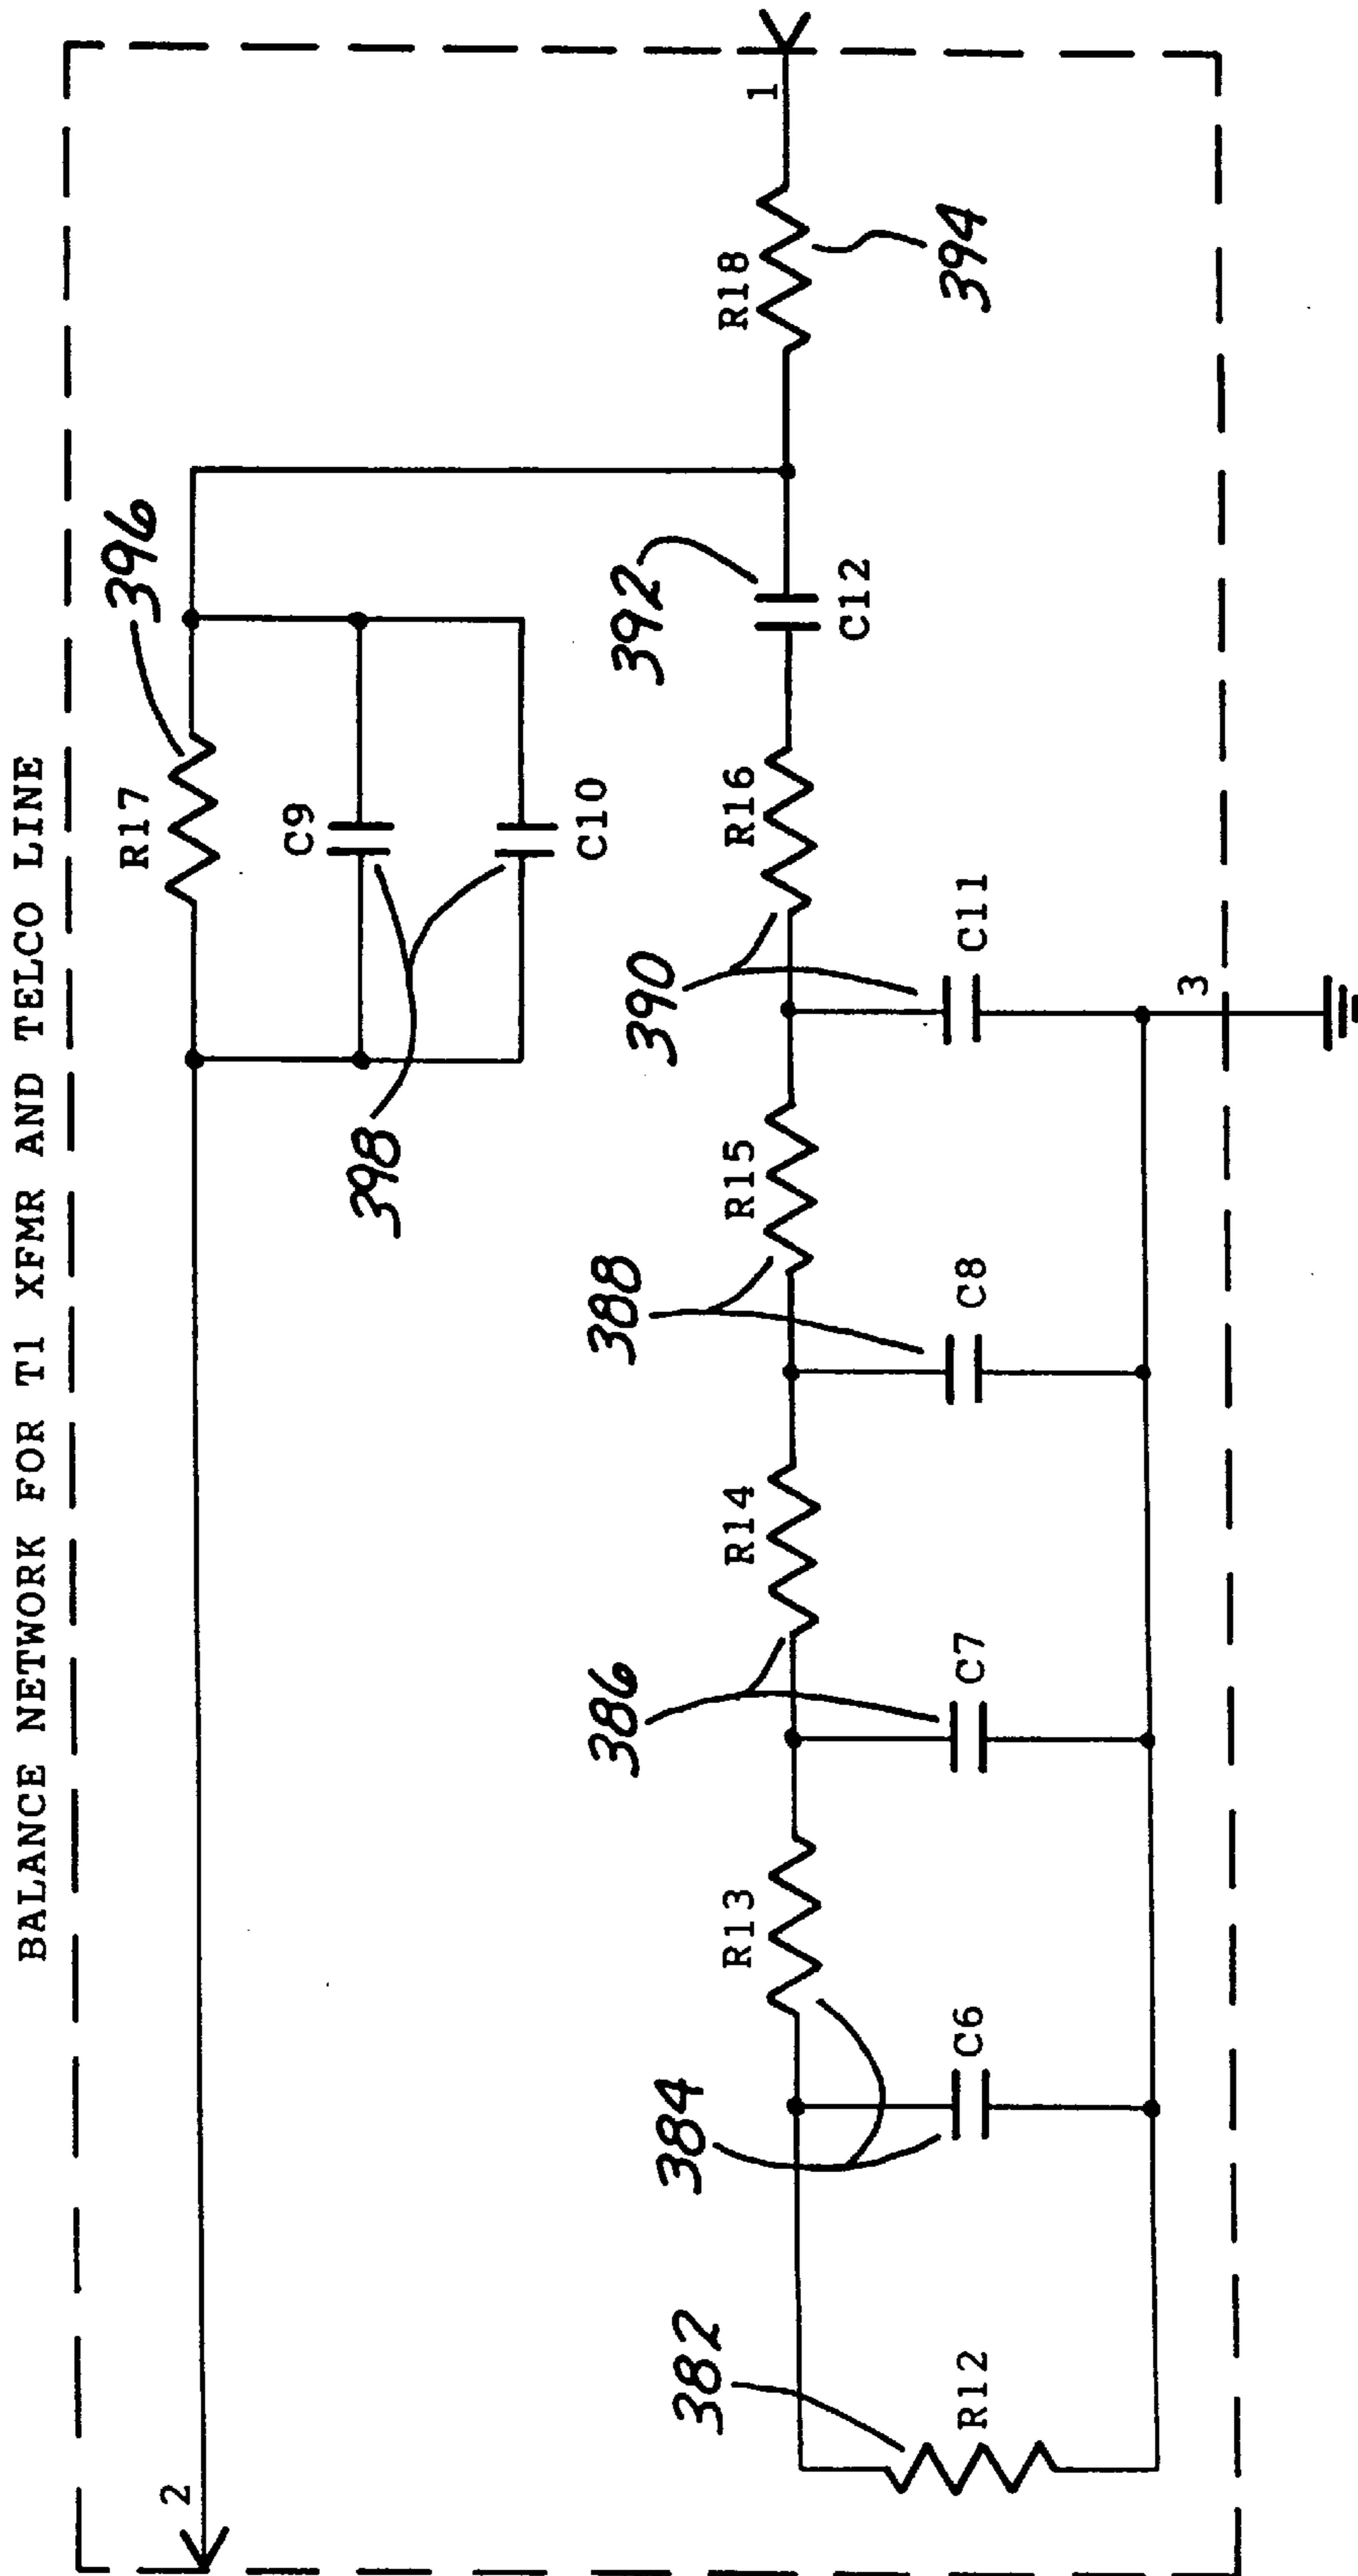 BALANCE NETWORK FOR T1 XFMR AND TELCO LINE
2
1
R17
396
C9
C10
398
R18
394
392
C12
R16
390
C11
R15
388
C8
R14
386
C7
R13
384
C6
382
R12
3